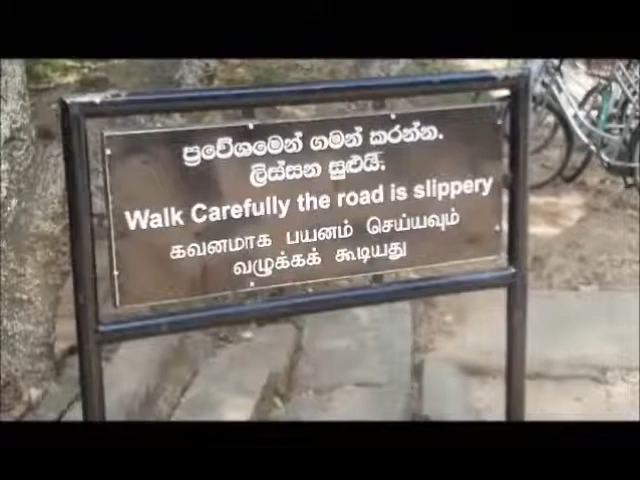 ප්‍රවේශමෙන් ගමන් කරන්න.
ලිස්සන සුළුයි.
Walk Carefully the road is slippery
கவனமாக பயணம் செய்யவும்
வழுக்கக் கூடியது